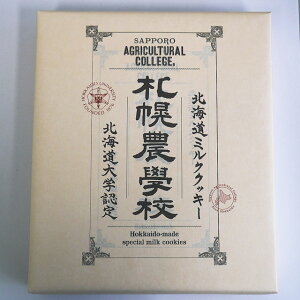 SAPPORO
AGRICULTURAL
COLLEGE,
北海道ミルククッキー
札幌農學校
北海道大学認定
Hokkaido-made
special milk cookies